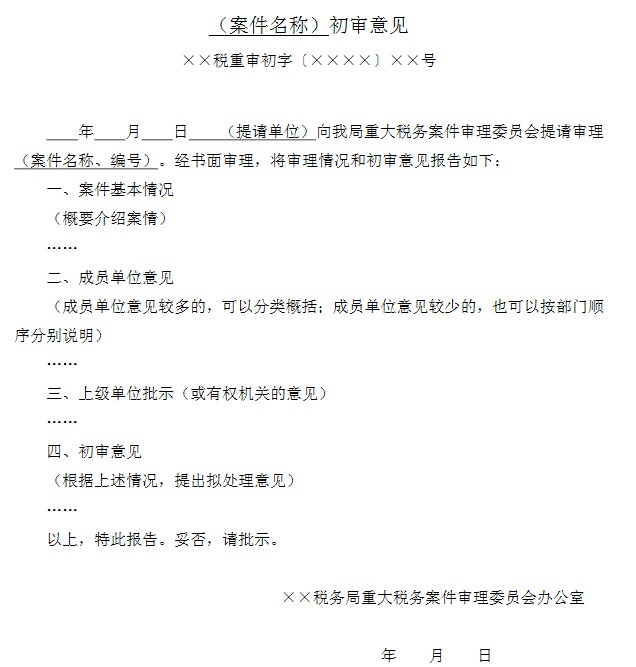 （案件名称）初审意见
××税重审初字〔××××〕××号
____年____月____日____（提请单位）向我局重大税务案件审理委员会提请审理
（案件名称、编号）。经书面审理，将审理情况和初审意见报告如下：
一、案件基本情况
（概要介绍案情）
……
二、成员单位意见
（成员单位意见较多的，可以分类概括；成员单位意见较少的，也可以按部门顺
序分别说明）
……
三、上级单位批示（或有权机关的意见）
……
四、初审意见
（根据上述情况，提出拟处理意见）
……
以上，特此报告。妥否，请批示。
××税务局重大税务案件审理委员会办公室
年 月 日